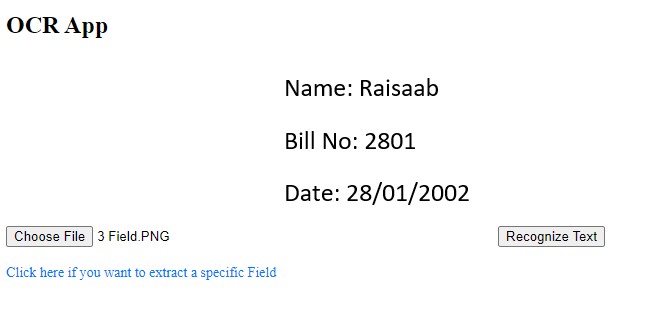 OCR App
Name: Raisaab
Bill No: 2801
Date: 28/01/2002
Choose File 3 Field.PNG Recognize Text
Click here if you want to extract a specific Field